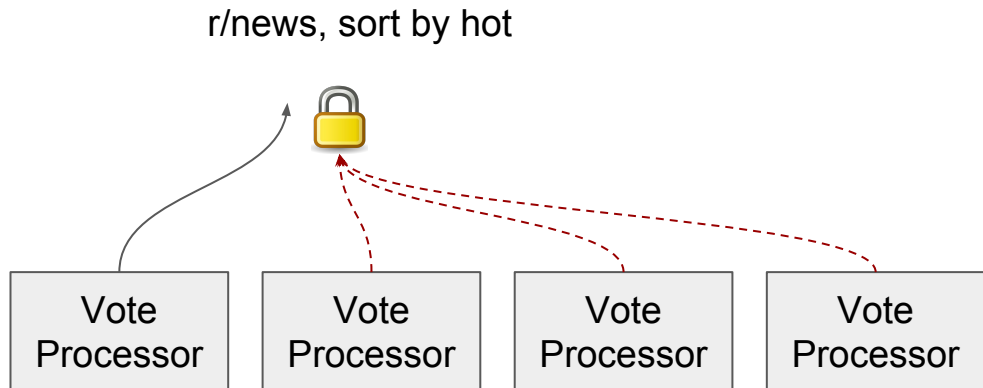 r/news, sort by hot
Vote
Processor
Vote
Processor
Vote
Processor
Vote
Processor